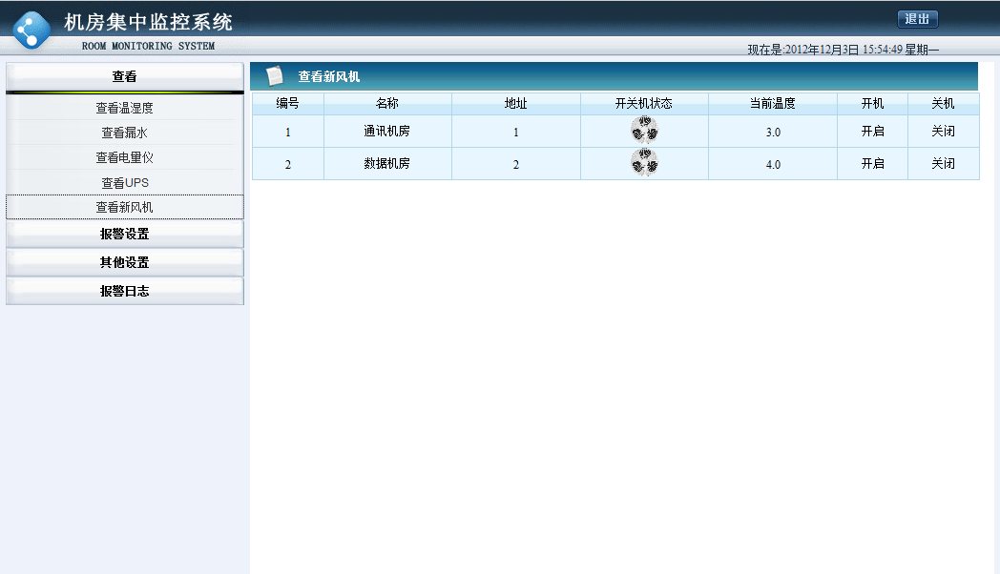 机房集中监控系统
ROOM MONITORING SYSTEM
退出
现在是:2012年12月3日 15:54:49 星期一
查看
查看温湿度
查看漏水
查看电量仪
查看UPS
查看新风机
报警设置
其他设置
报警日志
查看新风机
编号 名称 地址 开关机状态 当前温度 开机 关机
1 通讯机房 1 3.0 开启 关闭
2 数据机房 2 4.0 开启 关闭